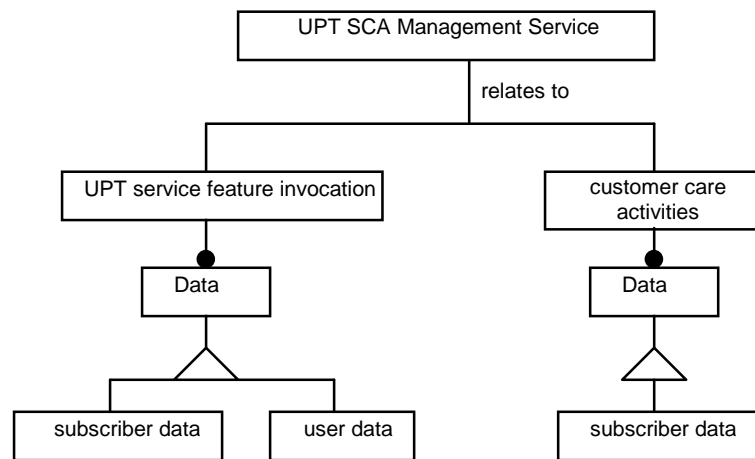 UPT SCA Management Service
relates to
UPT service feature invocation
customer care
activities
Data
Data
subscriber data
user data
subscriber data